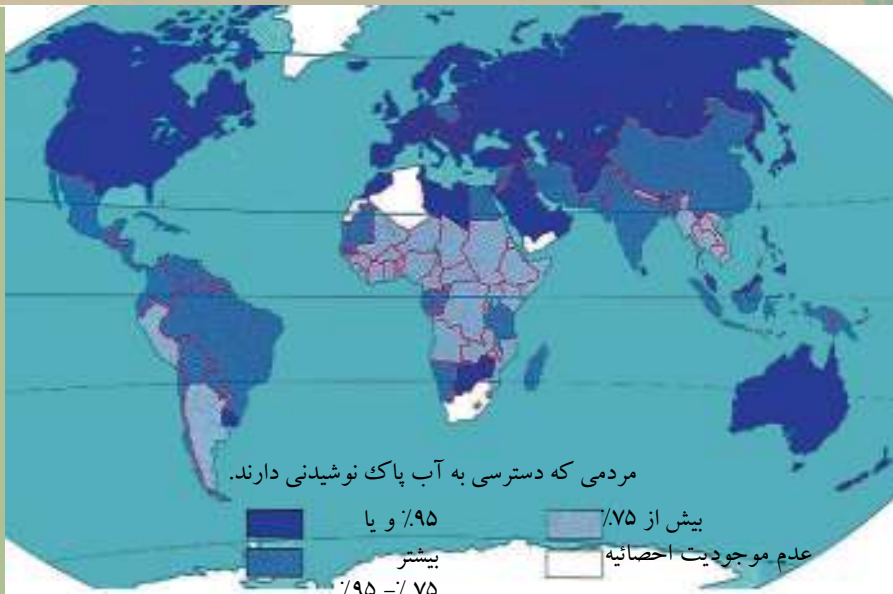 مردمی که دسترسی به آب پاک نوشیدنی دارند.
۹۵٪ و یا
بیشتر
۷۵ ٪ – ۹۵ ٪
بیش از ۷۵٪
عدم موجودیت احصائیه